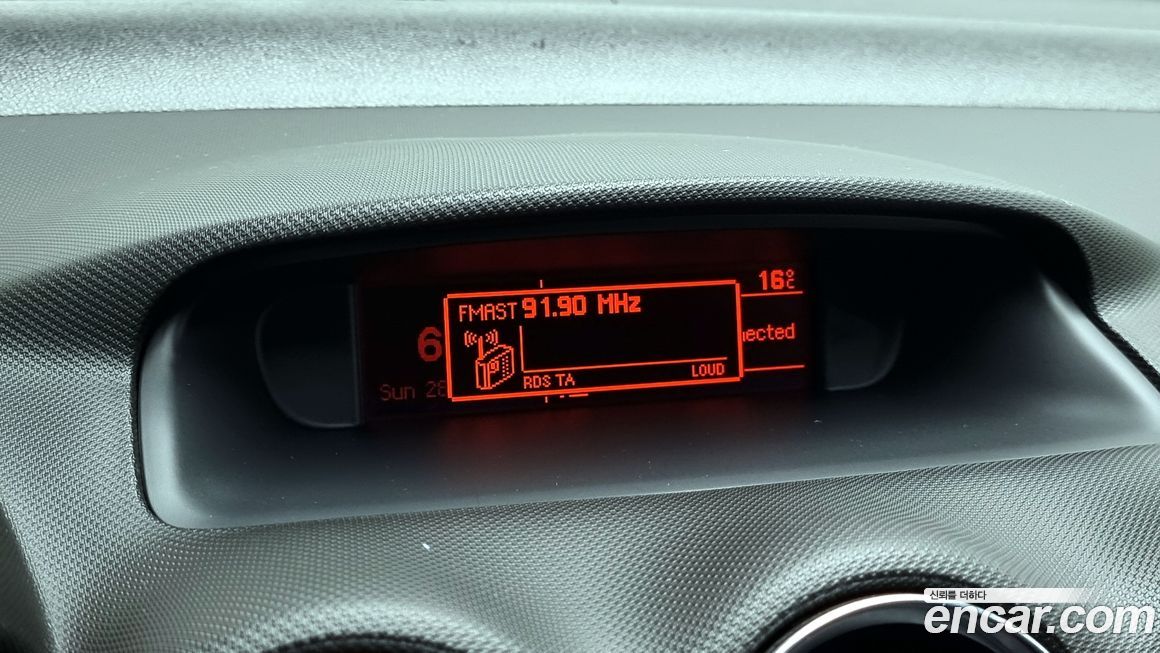 16°C
FMAST 91.90 MHz
6
nected
Sun 28
RDS TA
LOUD
신뢰를 더하다
encar.com